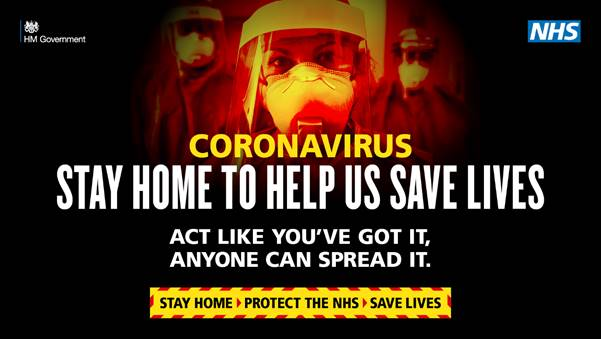 HM Government
NHS
CORONAVIRUS
STAY HOME TO HELP US SAVE LIVES
ACT LIKE YOU'VE GOT IT,
ANYONE CAN SPREAD IT.
STAY HOME PROTECT THE NHS SAVE LIVES